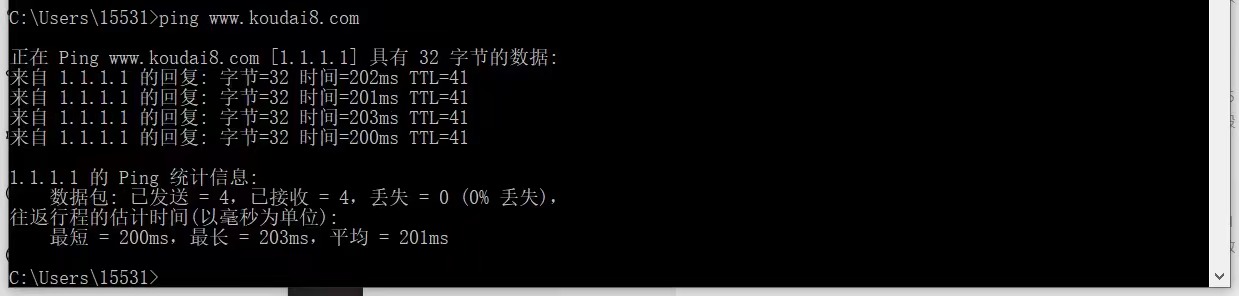 C:\Users\15531>ping www.koudai8.com
正在 Ping www.koudai8.com [1.1.1.1] 具有 32 字节的数据:
来自 1.1.1.1 的回复: 字节=32 时间=202ms TTL=41
来自 1.1.1.1 的回复: 字节=32 时间=201ms TTL=41
来自 1.1.1.1 的回复: 字节=32 时间=203ms TTL=41
来自 1.1.1.1 的回复: 字节=32 时间=200ms TTL=41
1.1.1.1 的 Ping 统计信息:
数据包: 已发送 = 4，已接收 = 4，丢失 = 0 (0% 丢失)，
往返行程的估计时间(以毫秒为单位):
最短 = 200ms，最长 = 203ms，平均 = 201ms
C:\Users\15531>